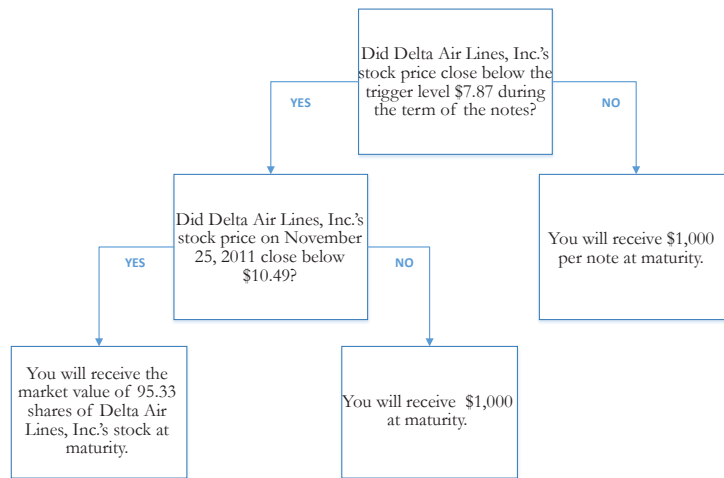 Did Delta Air Lines, Inc.'s
stock price close below the
trigger level $7.87 during
the term of the notes?
YES
NO
Did Delta Air Lines, Inc.'s
stock price on November
25, 2011 close below
$10.49?
You will receive $1,000
per note at maturity.
YES
NO
You will receive the
market value of 95.33
shares of Delta Air
Lines, Inc.'s stock at
maturity.
You will receive $1,000
at maturity.